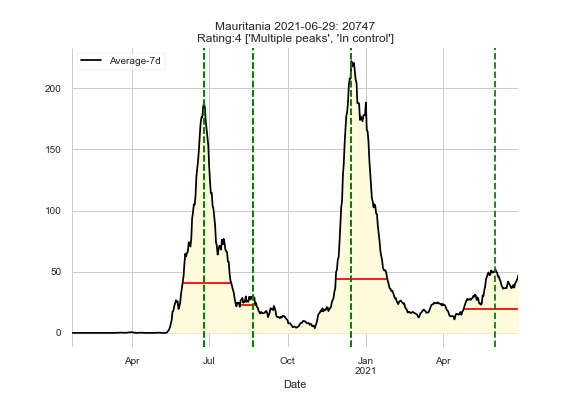 Mauritania 2021-06-29: 20747
Rating:4 ['Multiple peaks', 'In control']
Average-7d
200
150
100
50
0
Apr Jul Oct Jan Apr
2021
Date